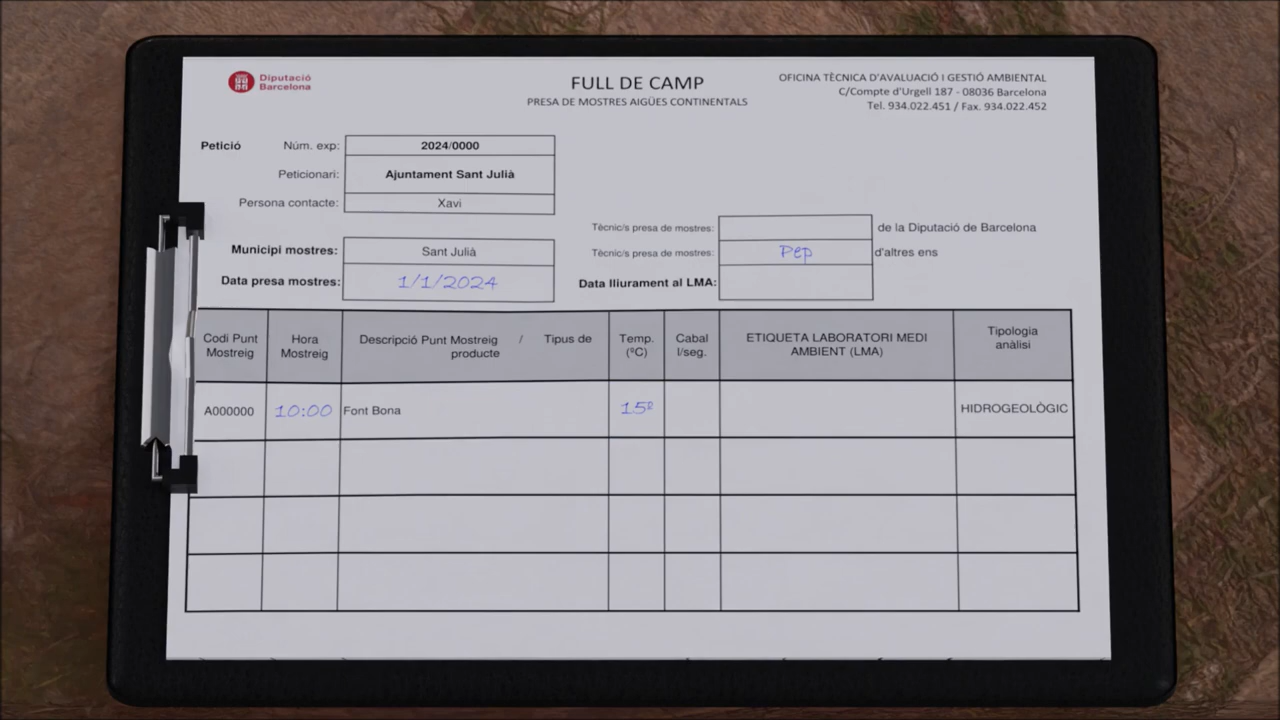 Diputació
Barcelona
FULL DE CAMP
PRESA DE MOSTRES AIGÜES CONTINENTALS
OFICINA TÈCNICA D'AVALUACIÓ I GESTIÓ AMBIENTAL
C/Compte d'Urgell 187 - 08036 Barcelona
Tel. 934.022.451 / Fax. 934.022.452
Petició Núm. exp: 2024/0000
Peticionari: Ajuntament Sant Julià
Persona contacte: Xavi
Tècnic/s presa de mostres: de la Diputació de Barcelona
Municipi mostres: Sant Julià
Tècnic/s presa de mostres: Pep d'altres ens
Data presa mostres: 1/1/2024
Data lliurament al LMA:
Codi Punt Mostreig
Hora Mostreig
Descripció Punt Mostreig / Tipus de
producte
Temp. (ºC)
Cabal l/seg.
ETIQUETA LABORATORI MEDI
AMBIENT (LMA)
Tipologia anàlisi
A000000 10:00 Font Bona 15º HIDROGEOLÒGIC